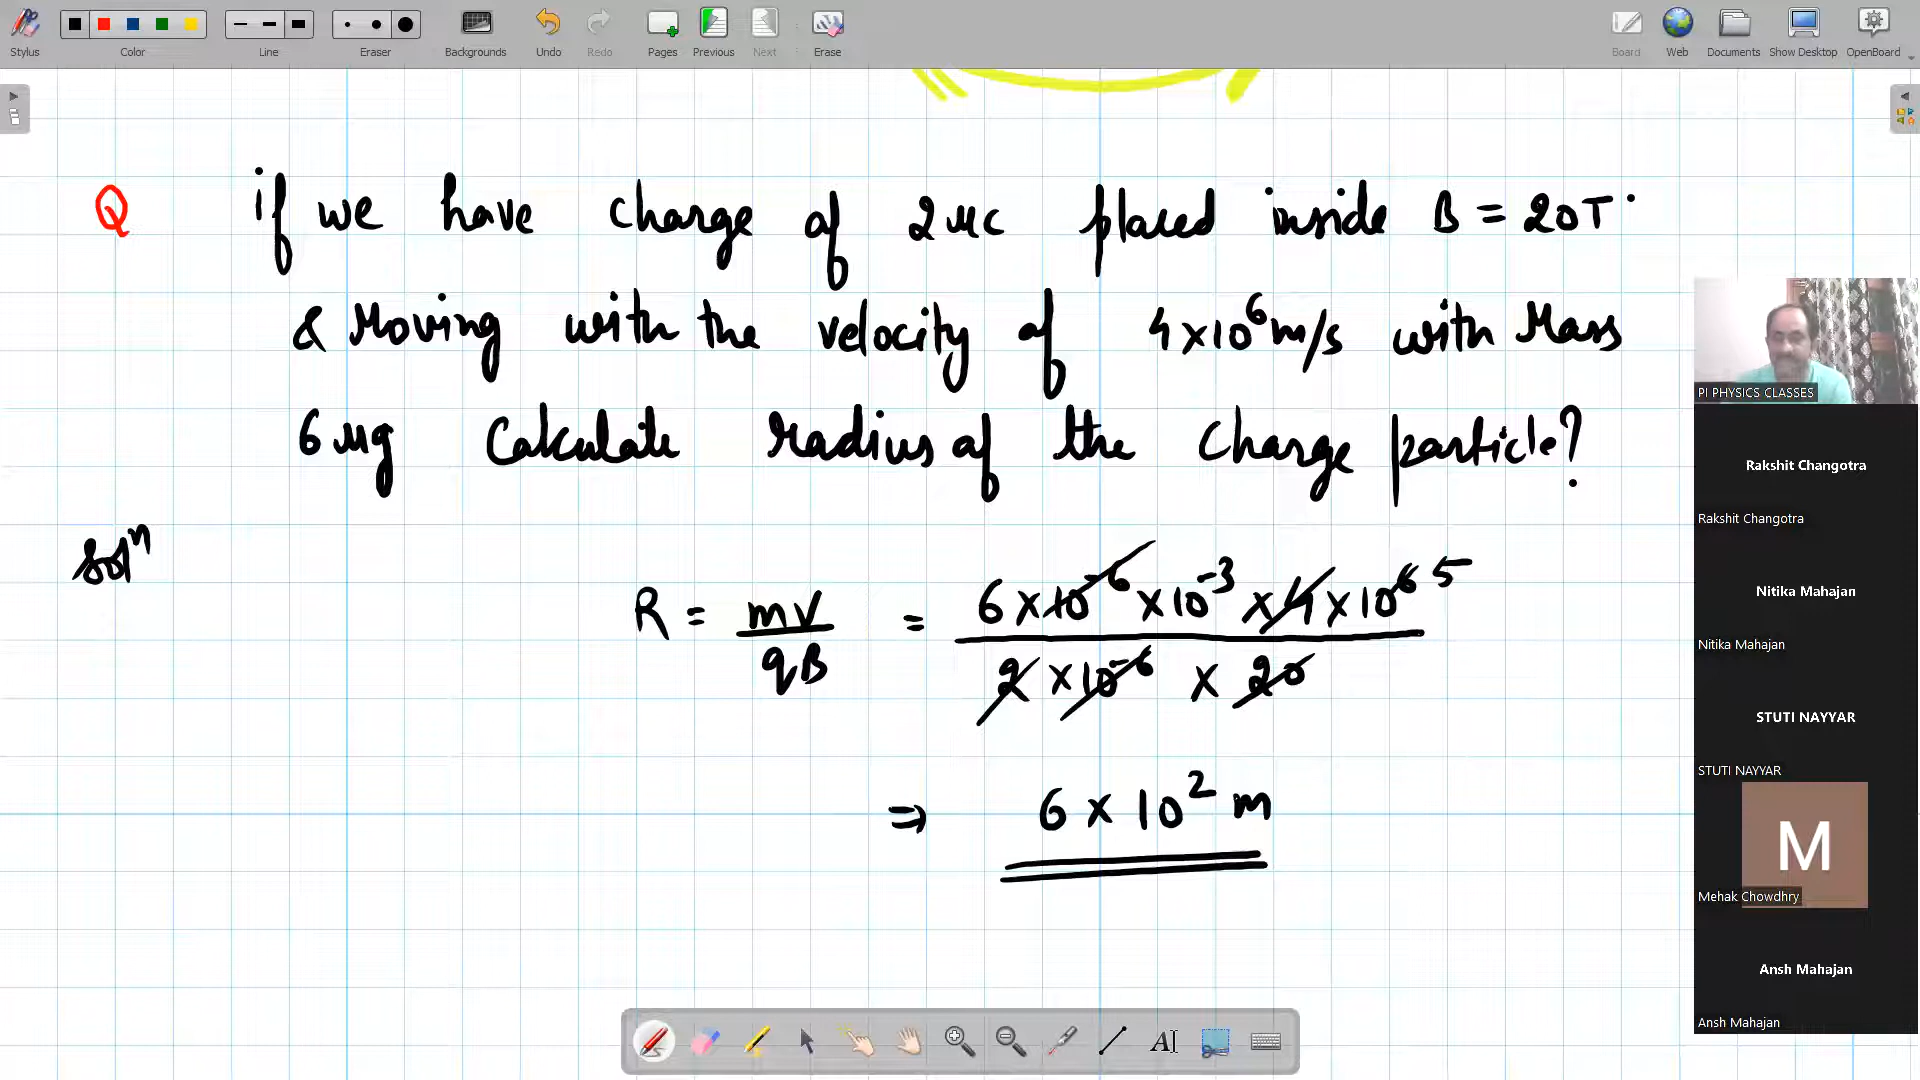 Stylus Color Line Eraser Backgrounds Undo Redo Pages Previous Next Erase Board Web Documents Show Desktop OpenBoard
Q if we have charge of 2μc placed inside B = 20T
& Moving with the velocity of 4×10⁶m/s with Mass
6μg Calculate radius of the charge particle?
solⁿ
R = mv/qB = 6×10⁻⁶×10⁻³×4×10⁶ 5 / 2×10⁻⁶ × 20
⇒ 6×10² m
PI PHYSICS CLASSES
Rakshit Changotra
Rakshit Changotra
Nitika Mahajan
Nitika Mahajan
STUTI NAYYAR
STUTI NAYYAR
M
Mehak Chowdhry
Ansh Mahajan
Ansh Mahajan